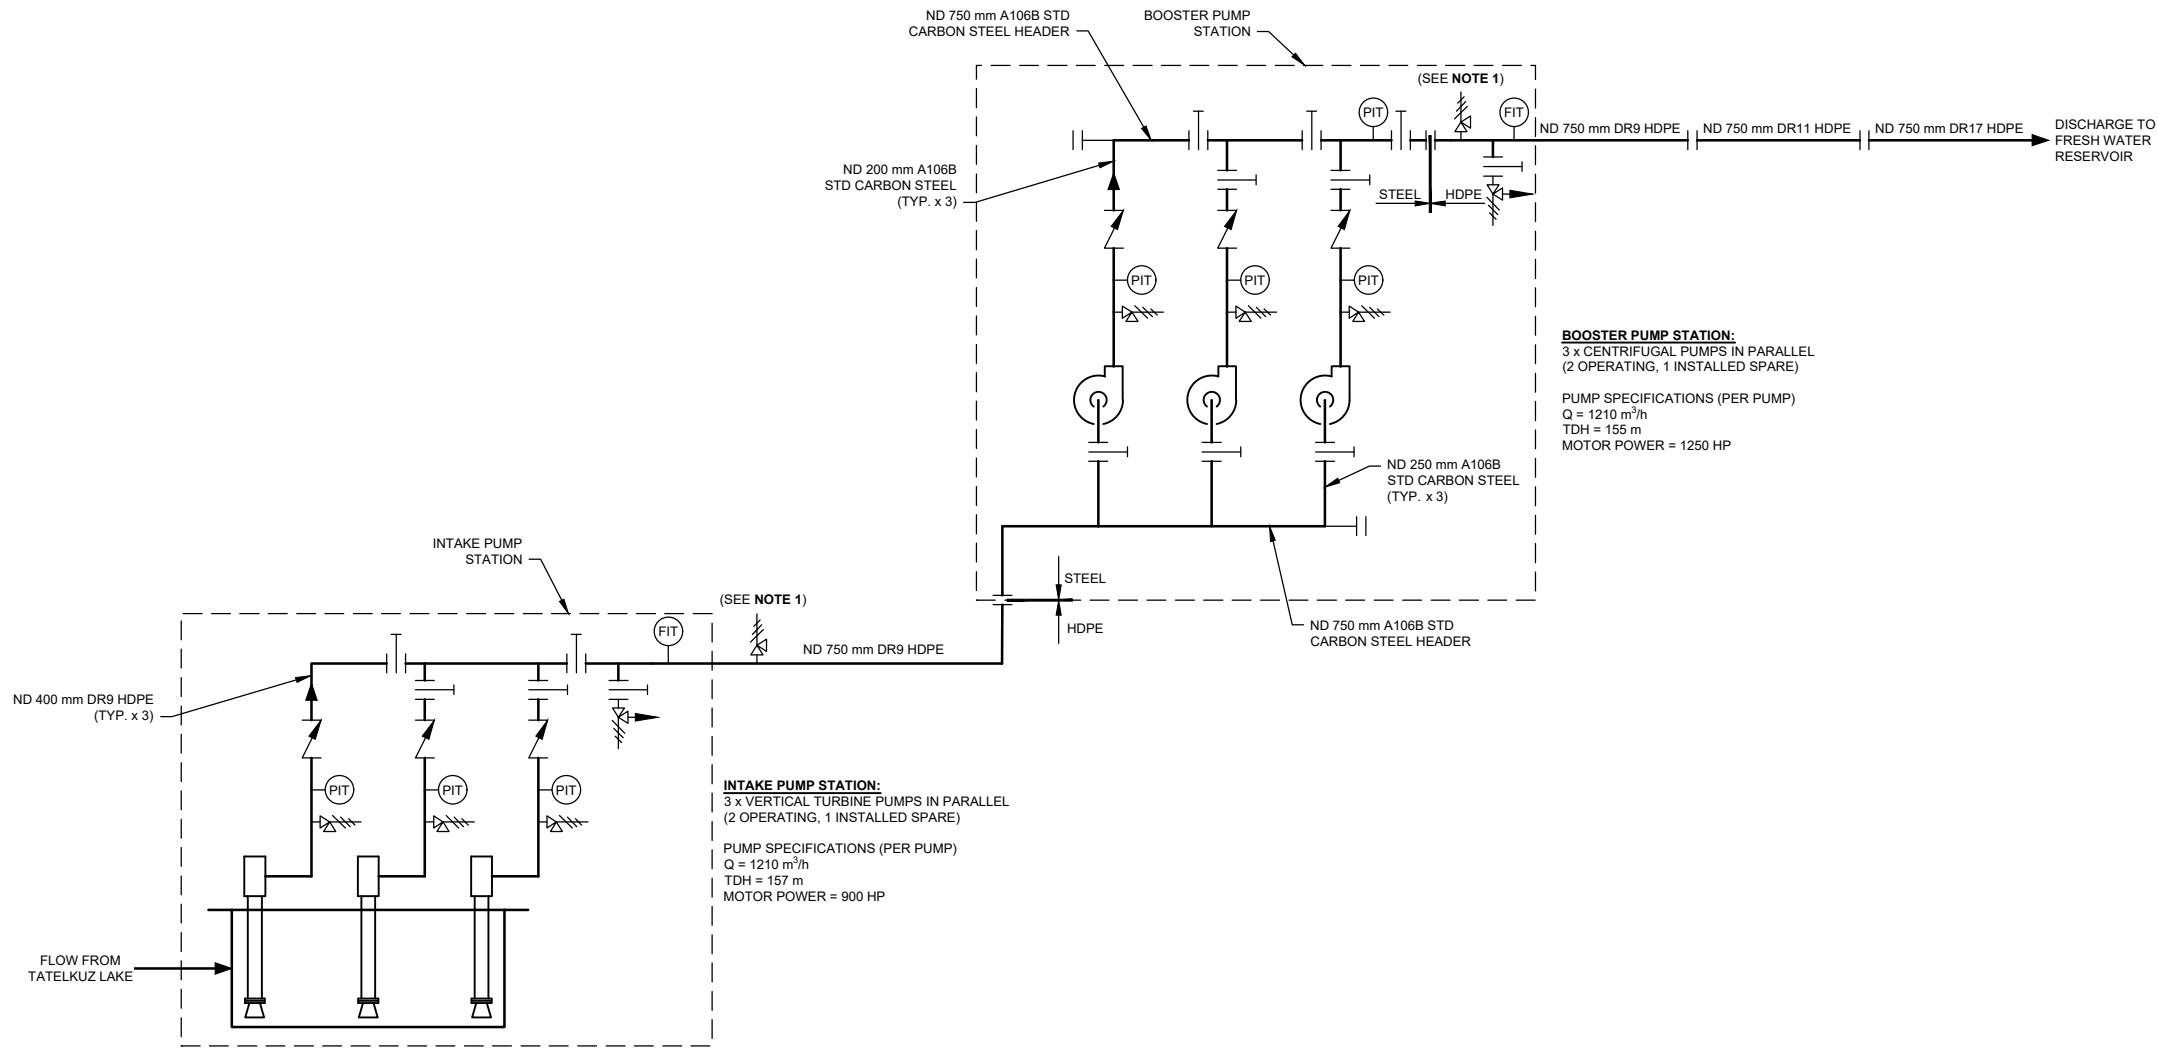 ND 750 mm A106B STD
CARBON STEEL HEADER
BOOSTER PUMP
STATION
(SEE NOTE 1)
PIT
FIT
ND 750 mm DR9 HDPE
ND 750 mm DR11 HDPE
ND 750 mm DR17 HDPE
DISCHARGE TO
FRESH WATER
RESERVOIR
ND 200 mm A106B
STD CARBON STEEL
(TYP. x 3)
STEEL
HDPE
PIT
PIT
PIT
BOOSTER PUMP STATION:
3 x CENTRIFUGAL PUMPS IN PARALLEL
(2 OPERATING, 1 INSTALLED SPARE)
PUMP SPECIFICATIONS (PER PUMP)
Q = 1210 m³/h
TDH = 155 m
MOTOR POWER = 1250 HP
ND 250 mm A106B
STD CARBON STEEL
(TYP. x 3)
INTAKE PUMP
STATION
STEEL
HDPE
ND 750 mm A106B STD
CARBON STEEL HEADER
(SEE NOTE 1)
FIT
ND 750 mm DR9 HDPE
ND 400 mm DR9 HDPE
(TYP. x 3)
PIT
PIT
PIT
INTAKE PUMP STATION:
3 x VERTICAL TURBINE PUMPS IN PARALLEL
(2 OPERATING, 1 INSTALLED SPARE)
PUMP SPECIFICATIONS (PER PUMP)
Q = 1210 m³/h
TDH = 157 m
MOTOR POWER = 900 HP
FLOW FROM
TATELKUZ LAKE